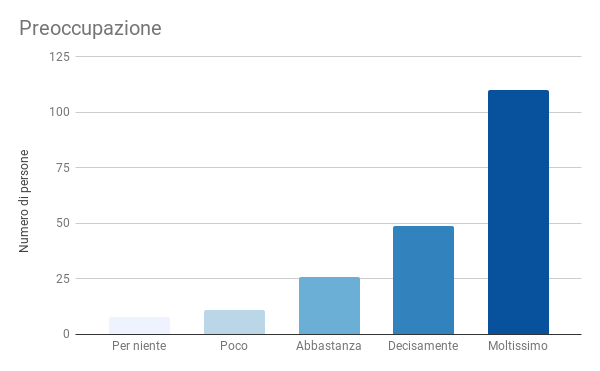 Preoccupazione
125
100
75
50
25
0
Numero di persone
Per niente Poco Abbastanza Decisamente Moltissimo